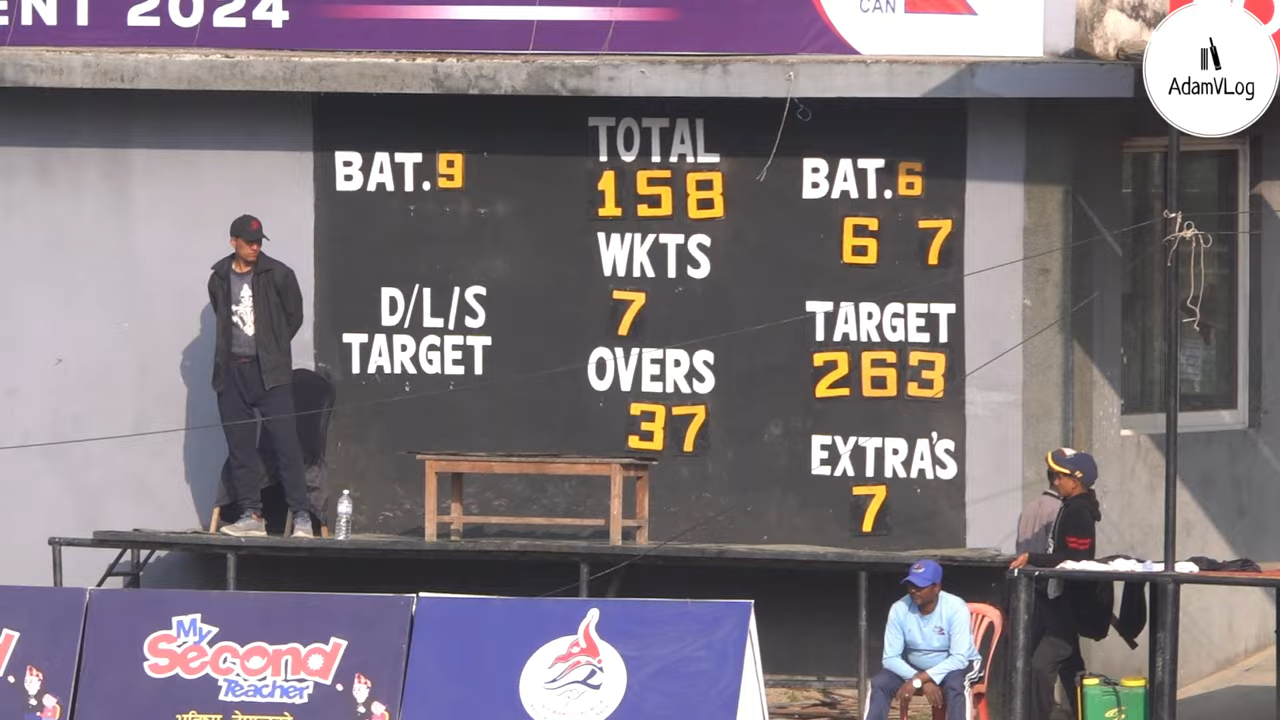 ENT 2024
CAN
AdamVLog
TOTAL
158
BAT.9
BAT.6
6 7
WKTS
7
D/L/S
TARGET
OVERS
37
TARGET
263
EXTRA'S
7
My
Second
Teacher